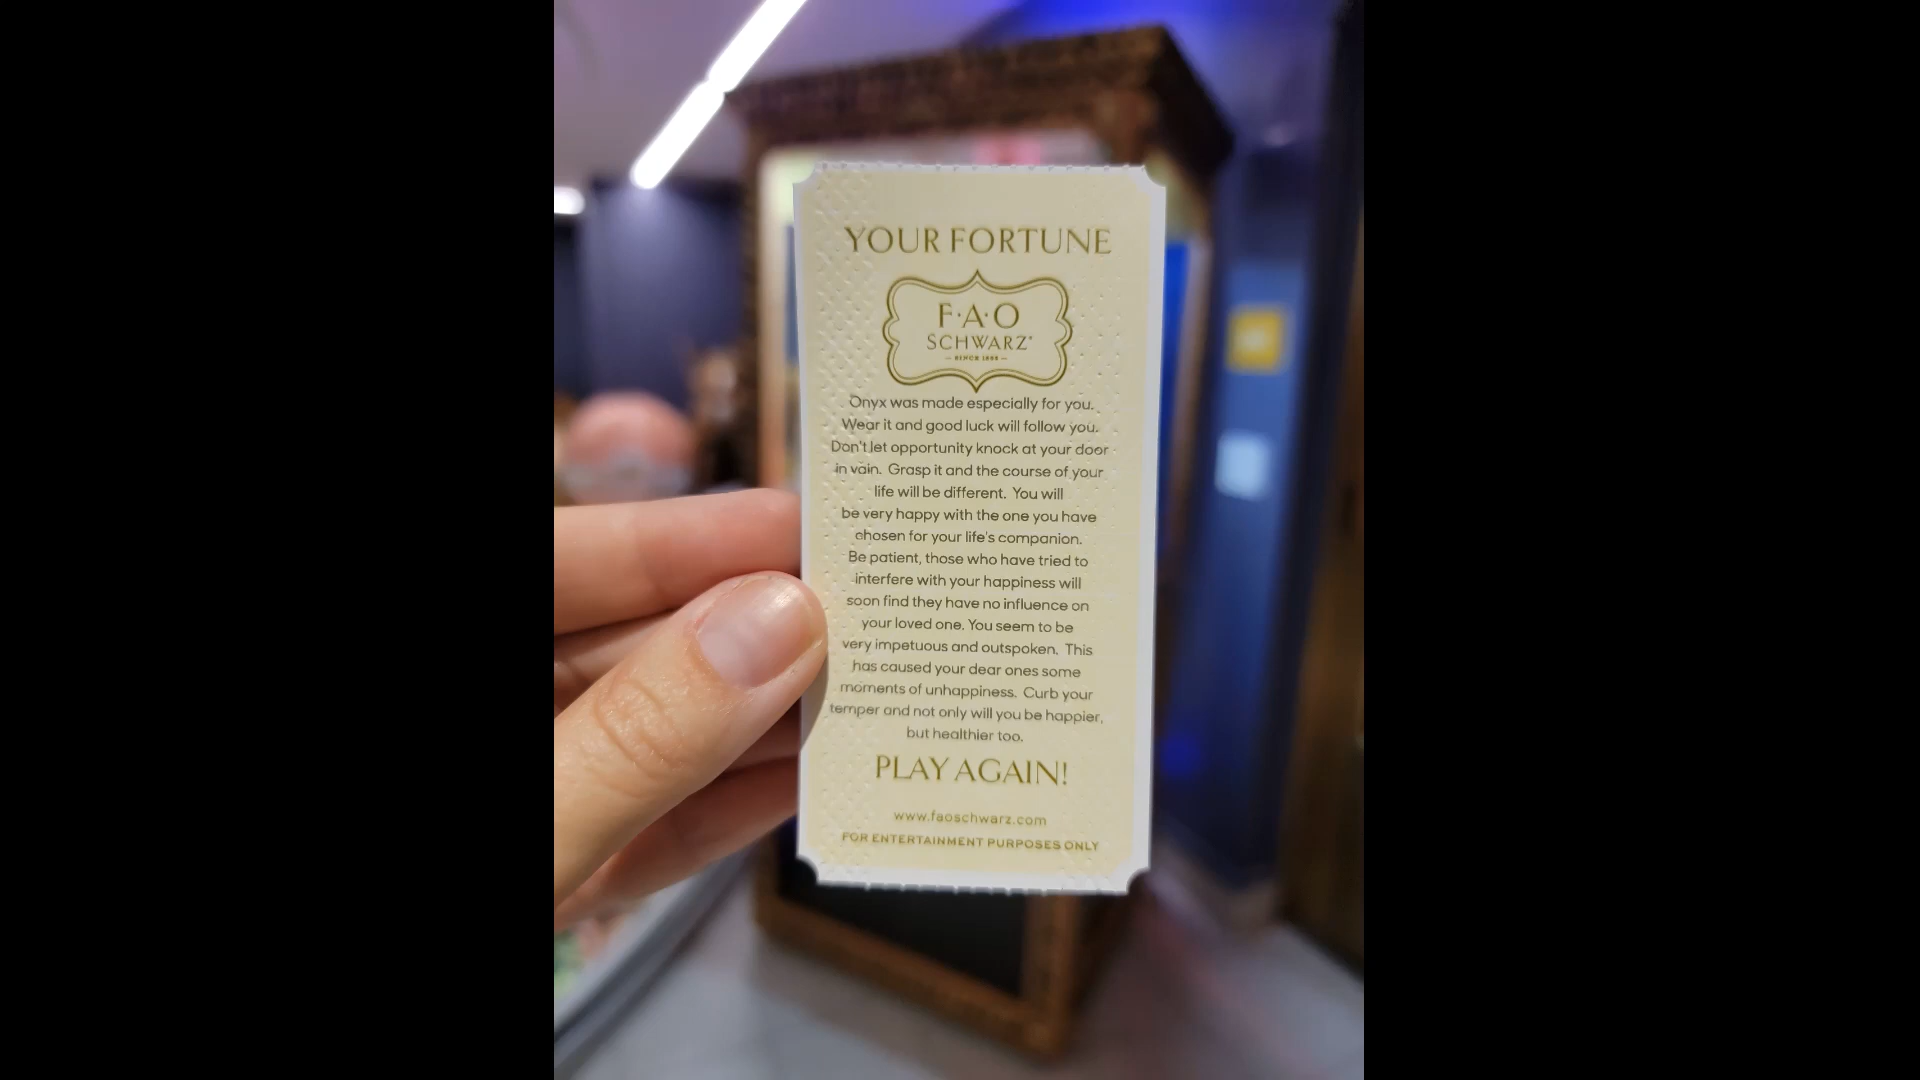 YOUR FORTUNE
F·A·O
SCHWARZ
SINCE 1862
Onyx was made especially for you.
Wear it and good luck will follow you.
Don't let opportunity knock at your door
in vain. Grasp it and the course of your
life will be different. You will
be very happy with the one you have
chosen for your life's companion.
Be patient, those who have tried to
interfere with your happiness will
soon find they have no influence on
your loved one. You seem to be
very impetuous and outspoken. This
has caused your dear ones some
moments of unhappiness. Curb your
temper and not only will you be happier,
but healthier too.
PLAY AGAIN!
www.faoschwarz.com
FOR ENTERTAINMENT PURPOSES ONLY